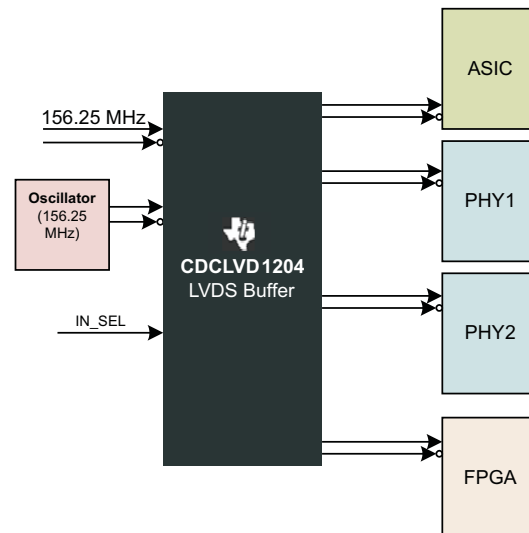 ASIC
156.25 MHz
PHY1
Oscillator
(156.25
MHz)
CDCLVD1204
LVDS Buffer
PHY2
IN_SEL
FPGA